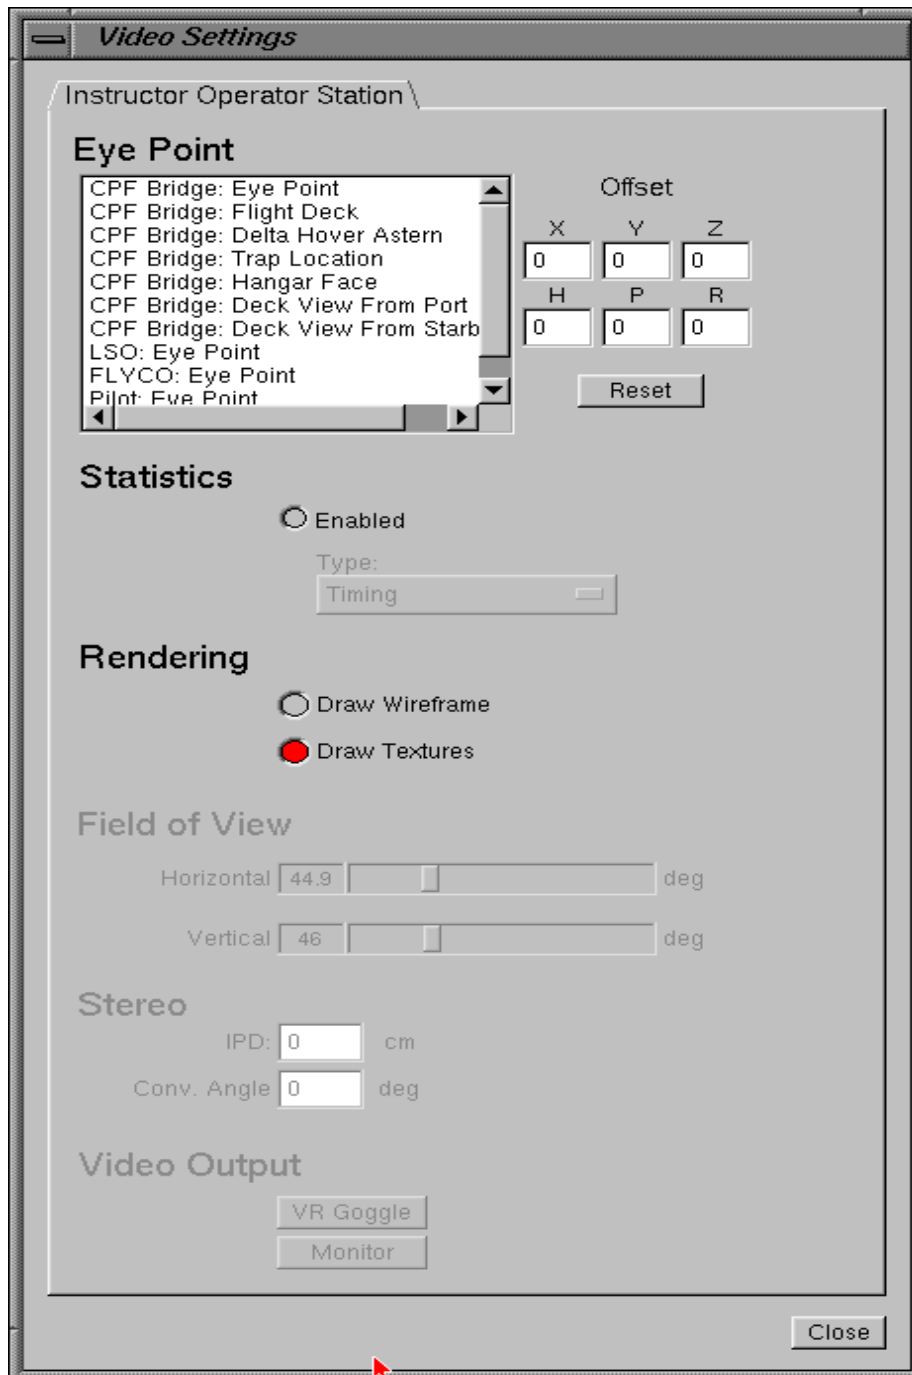 Video Settings
Instructor Operator Station
Eye Point
CPF Bridge: Eye Point
CPF Bridge: Flight Deck
CPF Bridge: Delta Hover Astern
CPF Bridge: Trap Location
CPF Bridge: Hangar Face
CPF Bridge: Deck View From Port
CPF Bridge: Deck View From Starb
LSO: Eye Point
FLYCO: Eye Point
Pilot: Eye Point
Offset
X Y Z
0 0 0
H P R
0 0 0
Reset
Statistics
Enabled
Type:
Timing
Rendering
Draw Wireframe
Draw Textures
Field of View
Horizontal 44.9 deg
Vertical 46 deg
Stereo
IPD: 0 cm
Conv. Angle 0 deg
Video Output
VR Goggle
Monitor
Close